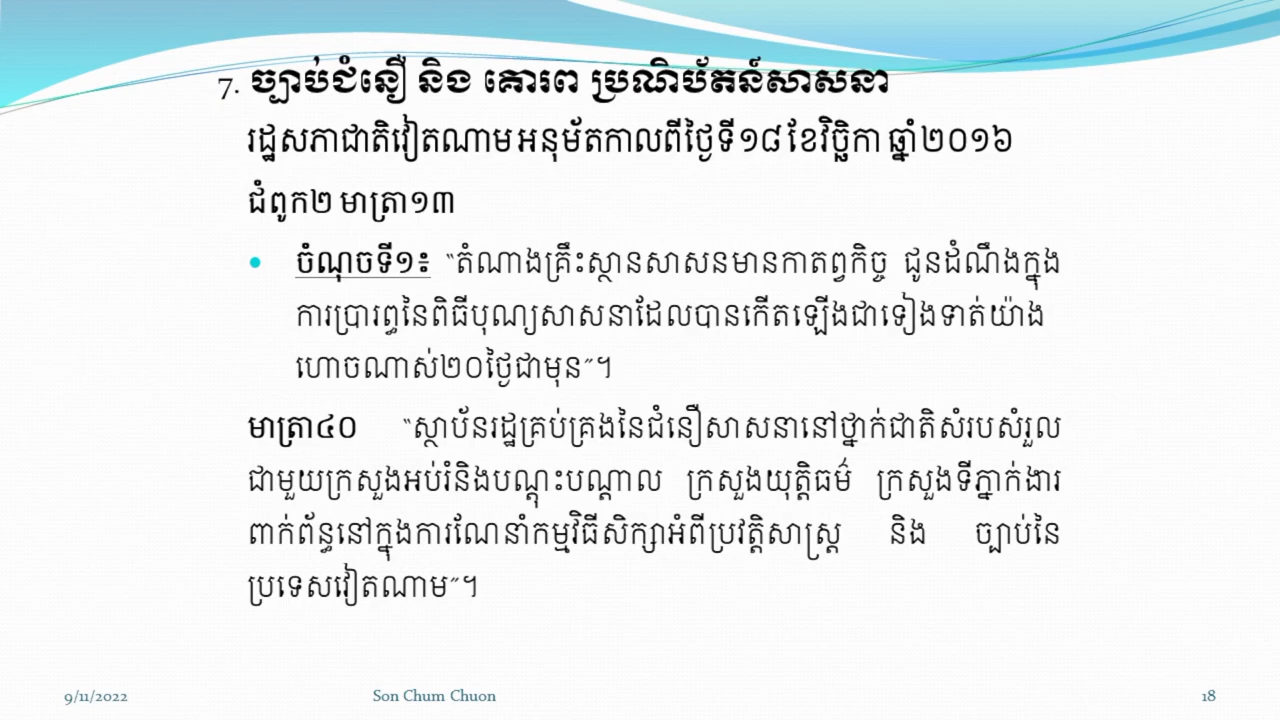 7. ច្បាប់ជំនឿ និង គោរព ប្រណិប័តន៍សាសនា
រដ្ឋសភាជាតិវៀតណាមអនុម័តកាលពីថ្ងៃទី១៨ ខែវិច្ឆិកា ឆ្នាំ២០១៦
ជំពូក២ មាត្រា១៣
• ចំណុចទី១៖ “តំណាងគ្រឹះស្ថានសាសនមានកាតព្វកិច្ច ជូនដំណឹងក្នុង
ការប្រារព្ធនៃពិធីបុណ្យសាសនាដែលបានកើតឡើងជាទៀងទាត់យ៉ាង
ហោចណាស់២០ថ្ងៃជាមុន”។
មាត្រា៤០ “ស្ថាប័នរដ្ឋគ្រប់គ្រងនៃជំនឿសាសនានៅថ្នាក់ជាតិសំរបសំរួល
ជាមួយក្រសួងអប់រំនិងបណ្តុះបណ្តាល ក្រសួងយុត្តិធម៌ ក្រសួងទីភ្នាក់ងារ
ពាក់ព័ន្ធនៅក្នុងការណែនាំកម្មវិធីសិក្សាអំពីប្រវត្តិសាស្ត្រ និង ច្បាប់នៃ
ប្រទេសវៀតណាម”។
9/11/2022 Son Chum Chuon 18